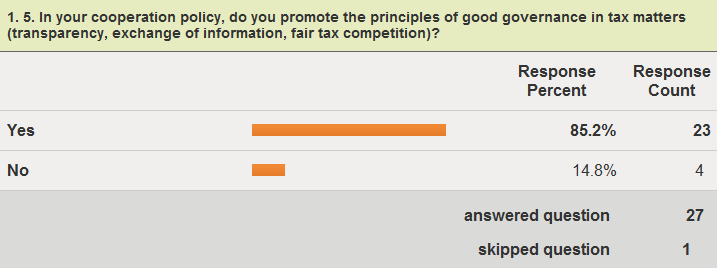 1. 5. In your cooperation policy, do you promote the principles of good governance in tax matters
(transparency, exchange of information, fair tax competition)?
Response Percent Response Count
Yes 85.2% 23
No 14.8% 4
answered question 27
skipped question 1